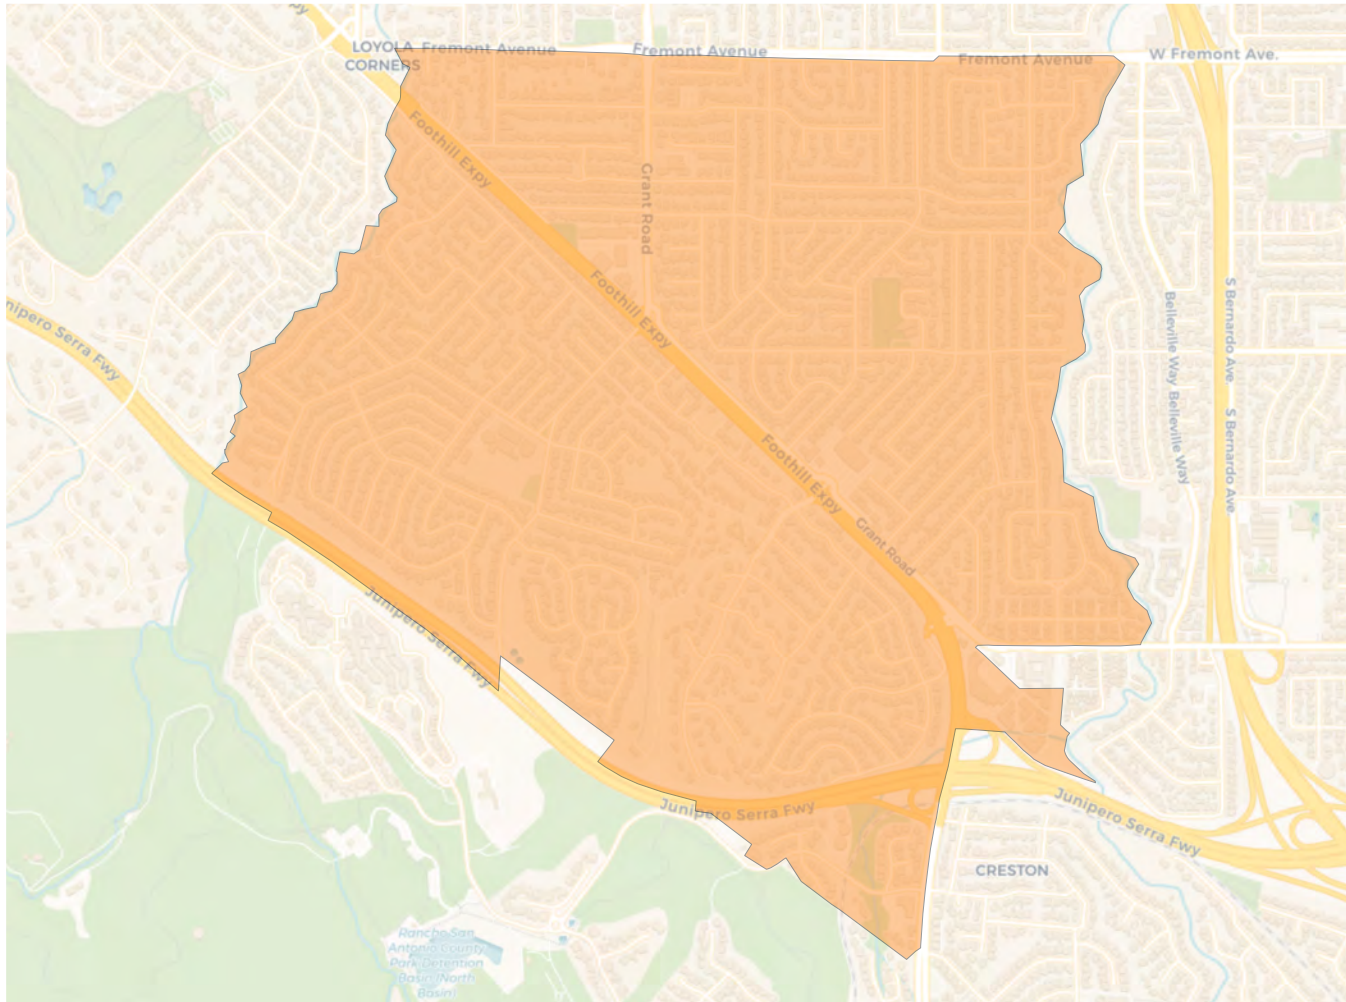 py
LOYOLA
CORNERS
Fremont Avenue
Fremont Avenue
Fremont Avenue
W Fremont Ave.
Foothill Expy
Grant Road
Foothill Expy
nipero Serra Fwy
Belleville Way
Belleville Way
S Bernardo Ave.
S Bernardo Ave
Foothill Expy
Grant Road
Junipero Serra Fwy
Junipero Serra Fwy
Junipero Serra Fwy
CRESTON
Rancho San
Antonio County
Park Detention
Basin (North
Basin)